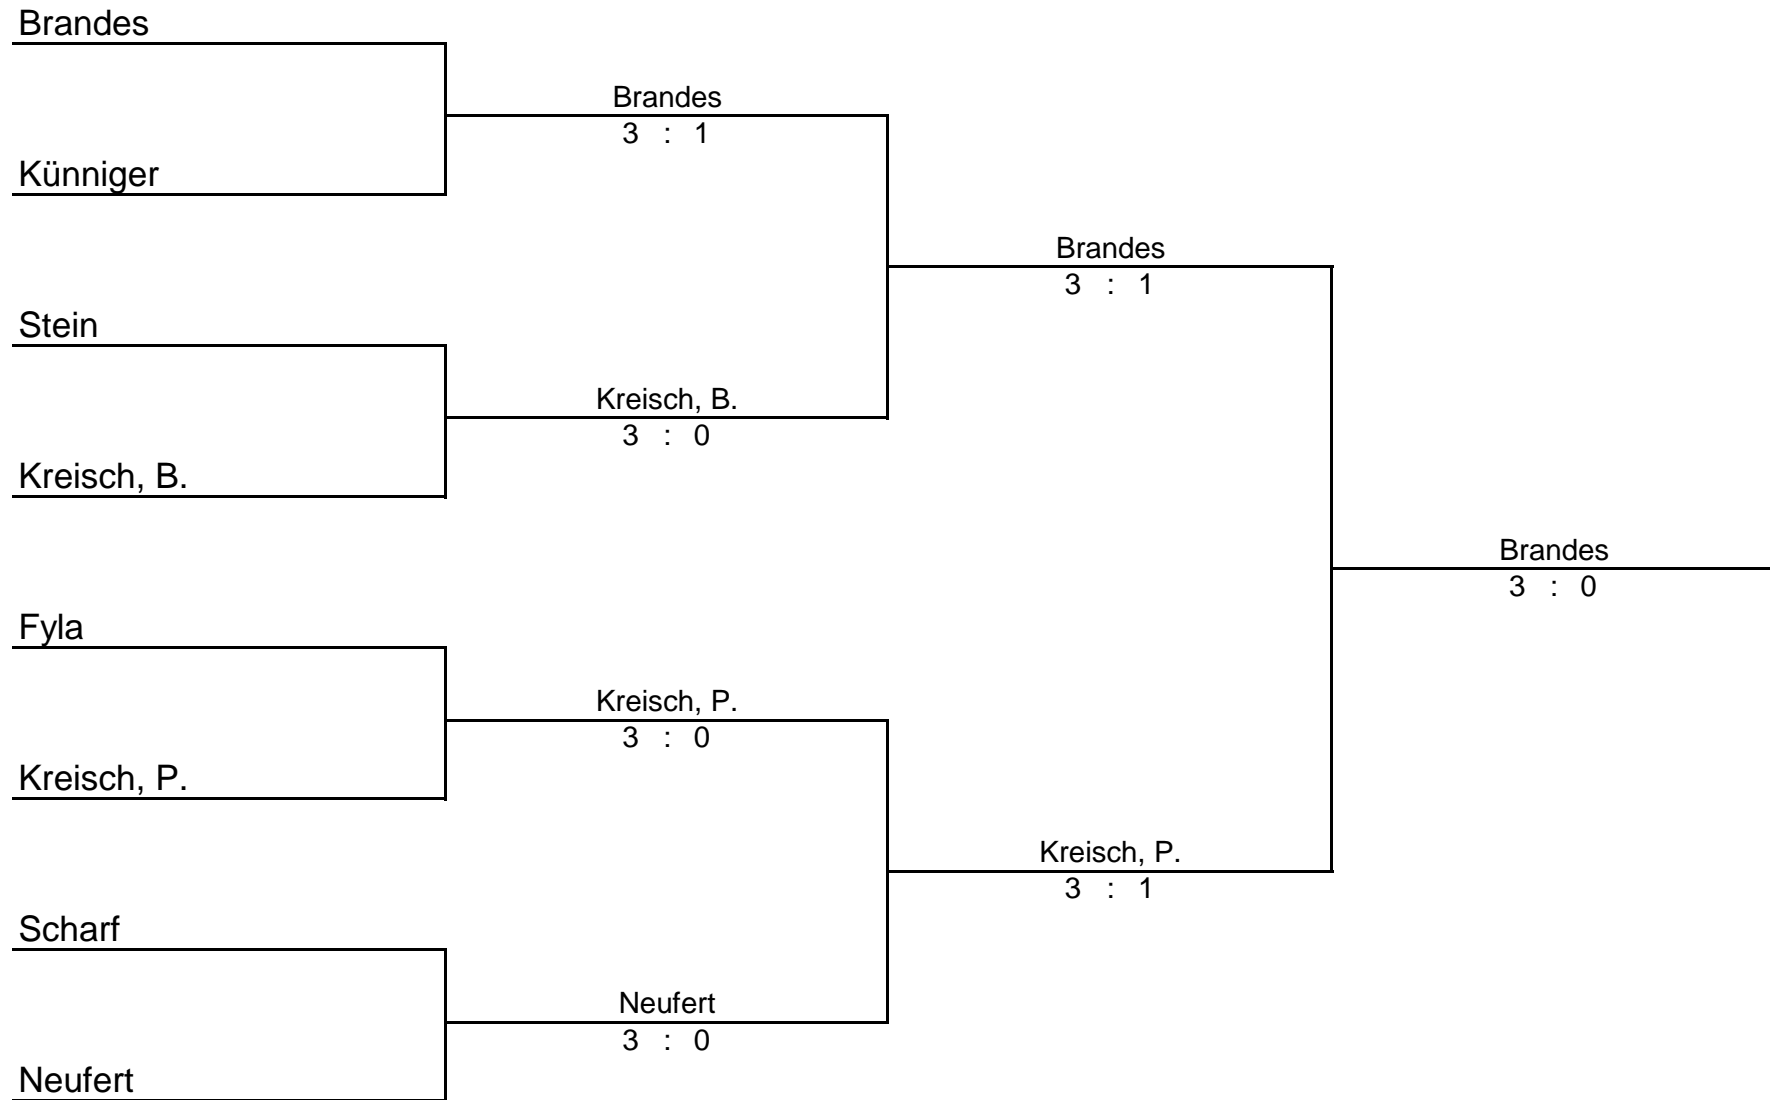 Brandes
Brandes
3 : 1
Künniger
Brandes
3 : 1
Stein
Kreisch, B.
3 : 0
Kreisch, B.
Brandes
3 : 0
Fyla
Kreisch, P.
3 : 0
Kreisch, P.
Kreisch, P.
3 : 1
Scharf
Neufert
3 : 0
Neufert